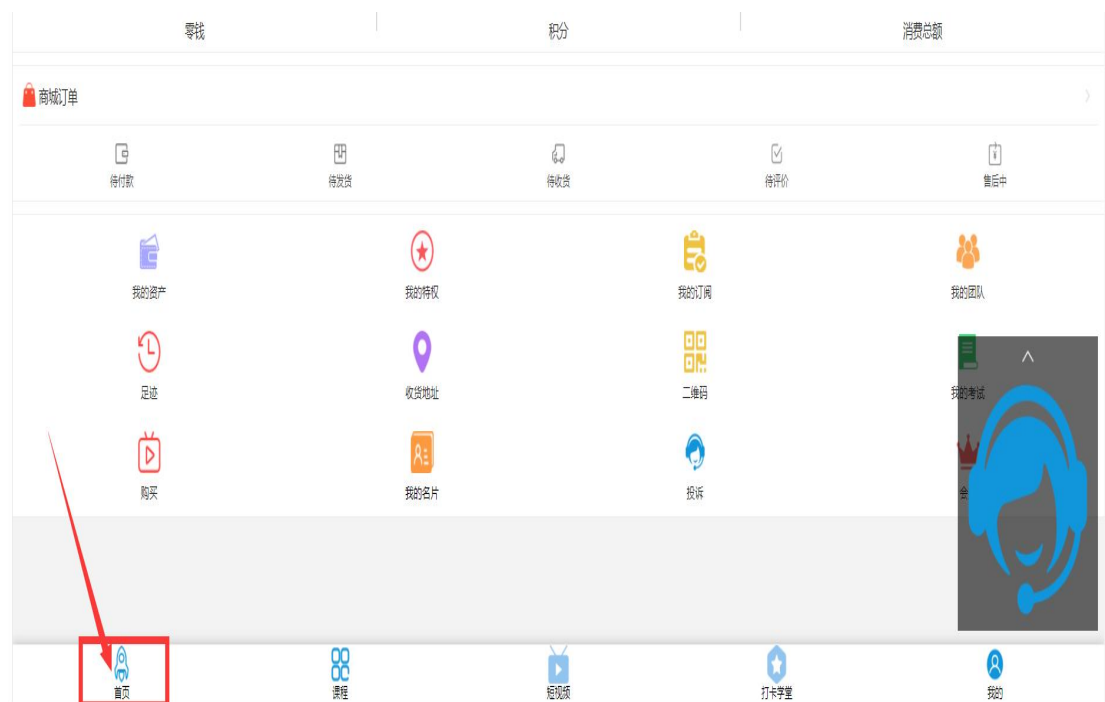 零钱 积分 消费总额
商城订单
待付款 待发货 待收货 待评价 售后中
我的资产 我的特权 我的订阅 我的团队
足迹 收货地址 二维码 我的考试
购买 我的名片 投诉 会
首页 课程 短视频 打卡学堂 我的